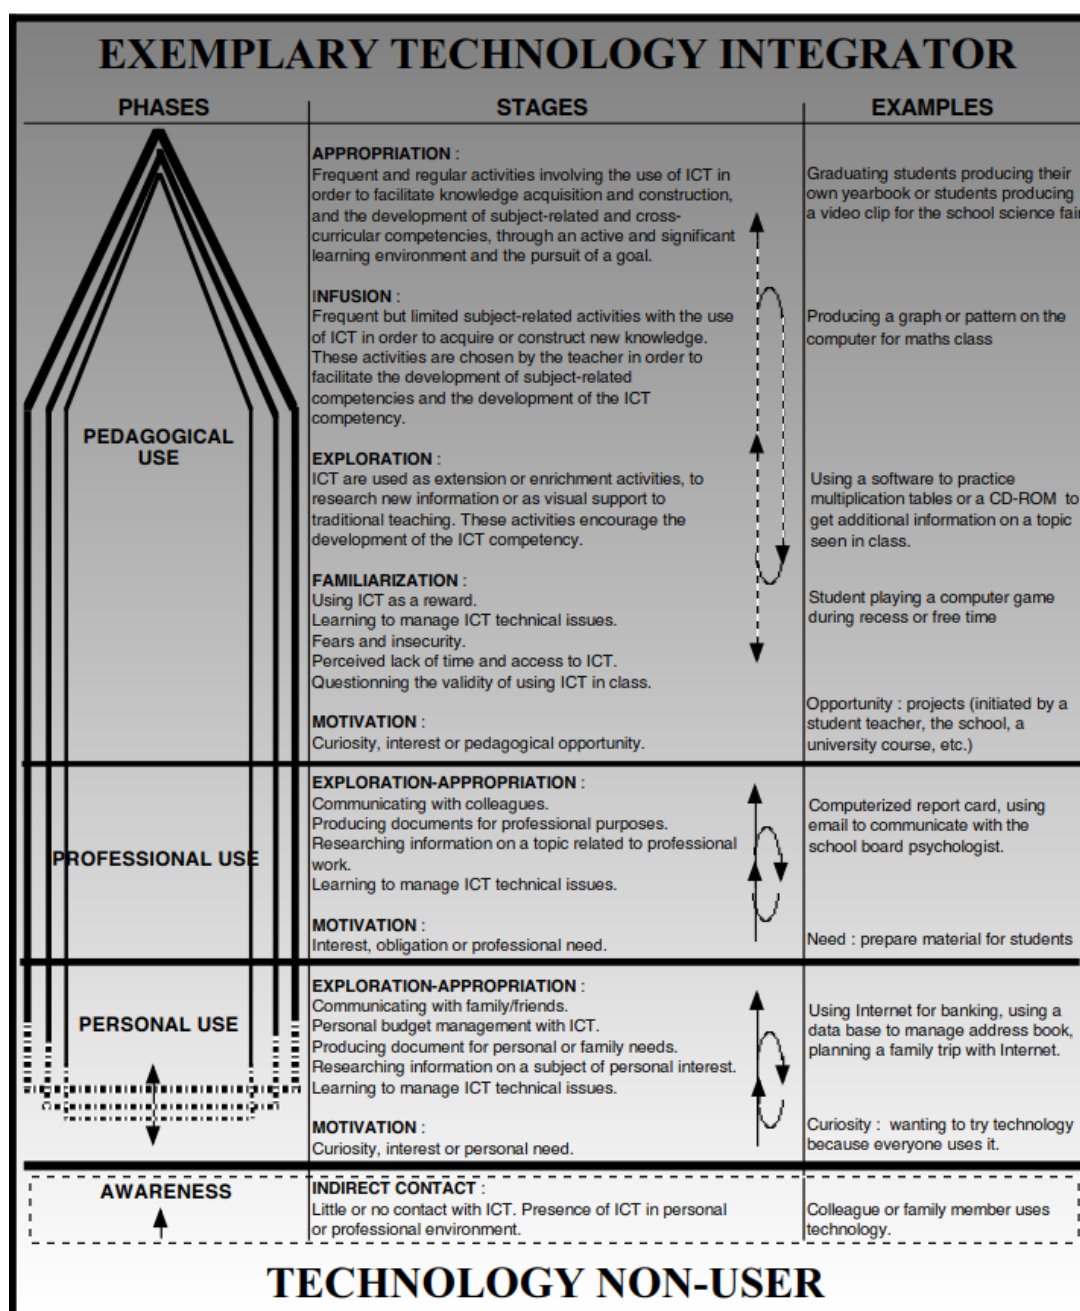 EXEMPLARY TECHNOLOGY INTEGRATOR
PHASES
STAGES
EXAMPLES
APPROPRIATION :
Frequent and regular activities involving the use of ICT in
order to facilitate knowledge acquisition and construction,
and the development of subject-related and cross-
curricular competencies, through an active and significant
learning environment and the pursuit of a goal.
Graduating students producing their
own yearbook or students producing
a video clip for the school science fair
INFUSION :
Frequent but limited subject-related activities with the use
of ICT in order to acquire or construct new knowledge.
These activities are chosen by the teacher in order to
facilitate the development of subject-related
competencies and the development of the ICT
competency.
Producing a graph or pattern on the
computer for maths class
PEDAGOGICAL
USE
EXPLORATION :
ICT are used as extension or enrichment activities, to
research new information or as visual support to
traditional teaching. These activities encourage the
development of the ICT competency.
Using a software to practice
multiplication tables or a CD-ROM to
get additional information on a topic
seen in class.
FAMILIARIZATION :
Using ICT as a reward.
Learning to manage ICT technical issues.
Fears and insecurity.
Perceived lack of time and access to ICT.
Questionning the validity of using ICT in class.
Student playing a computer game
during recess or free time
MOTIVATION :
Curiosity, interest or pedagogical opportunity.
Opportunity : projects (initiated by a
student teacher, the school, a
university course, etc.)
PROFESSIONAL USE
EXPLORATION-APPROPRIATION :
Communicating with colleagues.
Producing documents for professional purposes.
Researching information on a topic related to professional
work.
Learning to manage ICT technical issues.
Computerized report card, using
email to communicate with the
school board psychologist.
MOTIVATION :
Interest, obligation or professional need.
Need : prepare material for students
PERSONAL USE
EXPLORATION-APPROPRIATION :
Communicating with family/friends.
Personal budget management with ICT.
Producing document for personal or family needs.
Researching information on a subject of personal interest.
Learning to manage ICT technical issues.
Using Internet for banking, using a
data base to manage address book,
planning a family trip with Internet.
MOTIVATION :
Curiosity, interest or personal need.
Curiosity : wanting to try technology
because everyone uses it.
AWARENESS
INDIRECT CONTACT :
Little or no contact with ICT. Presence of ICT in personal
or professional environment.
Colleague or family member uses
technology.
TECHNOLOGY NON-USER